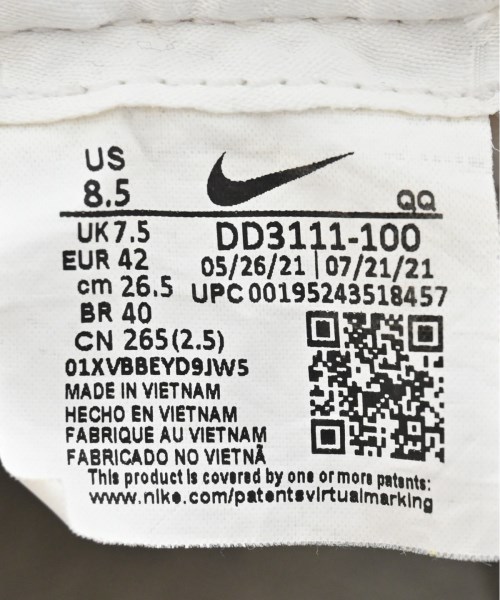 US
8.5
QQ
UK 7.5
EUR 42
cm 26.5
BR 40
CN 265(2.5)
DD3111-100
05/26/21 | 07/21/21
UPC 00195243518457
01XVBBEYD9JW5
MADE IN VIETNAM
HECHO EN VIETNAM
FABRIQUE AU VIETNAM
FABRICADO NO VIETNÃ
This product is covered by one or more patents:
www.nike.com/patentsvirtualmarking